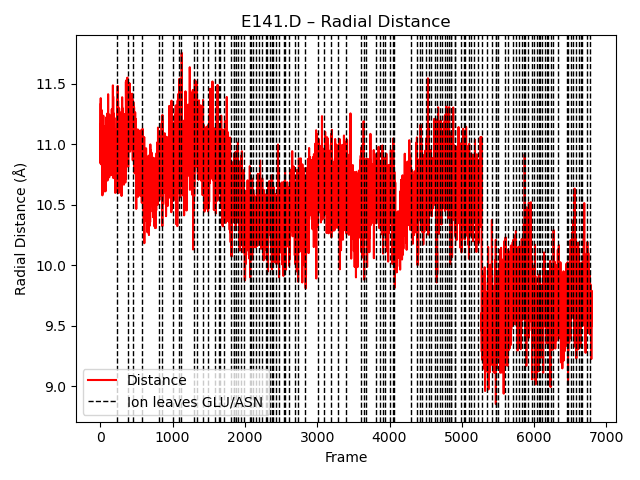 E141.D – Radial Distance
Radial Distance (Å)
11.5
11.0
10.5
10.0
9.5
9.0
Distance
Ion leaves GLU/ASN
0 1000 2000 3000 4000 5000 6000 7000
Frame